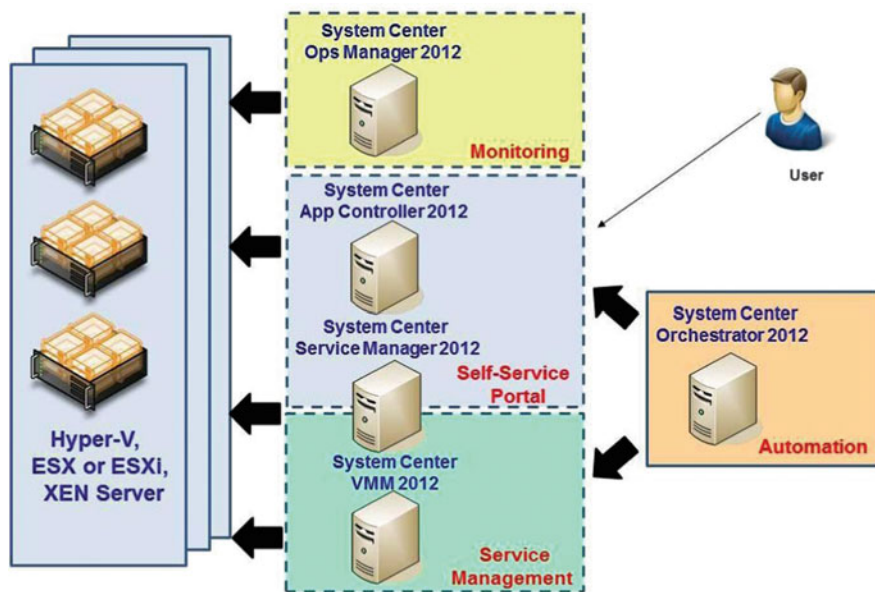 System Center
Ops Manager 2012
Monitoring
User
System Center
App Controller 2012
System Center
Service Manager 2012
Self-Service
Portal
System Center
Orchestrator 2012
Automation
Hyper-V,
ESX or ESXi,
XEN Server
System Center
VMM 2012
Service
Management